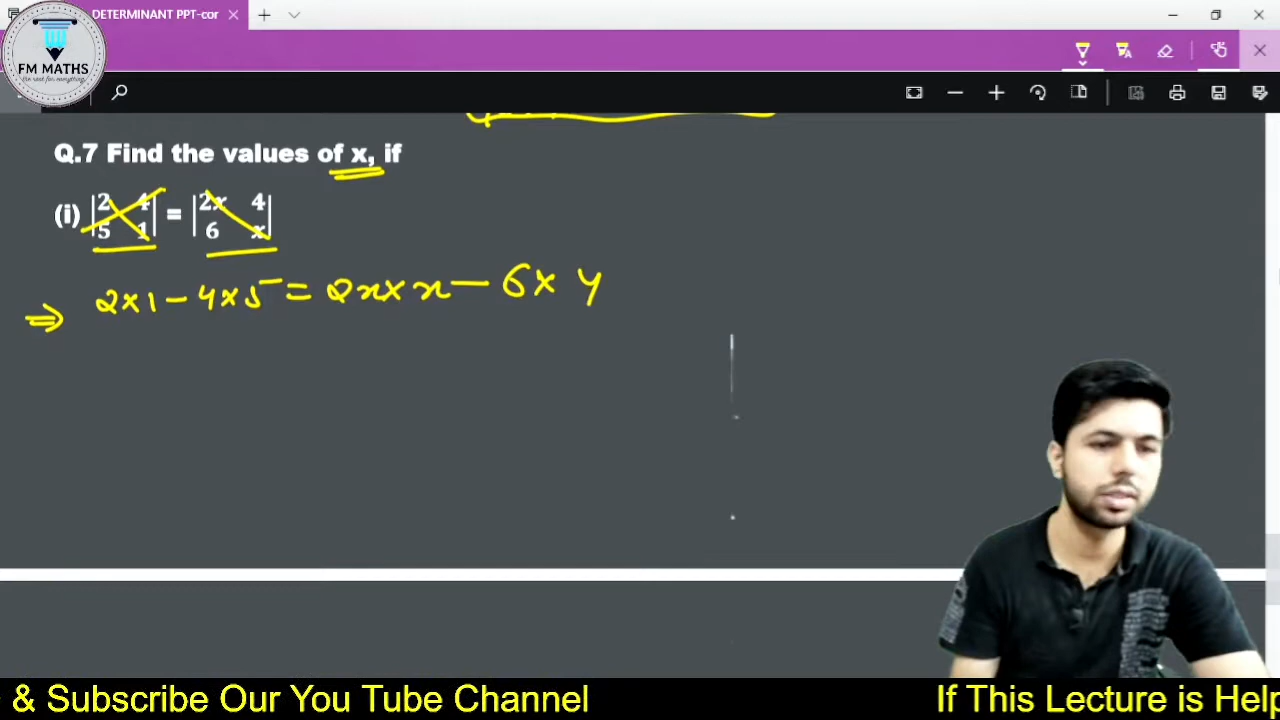 DETERMINANT PPT-cor
FM MATHS
Q.7 Find the values of x, if
(i) |2 4| = |2x 4|
|5 1| |6 x|
⇒ 2×1-4×5 = 2x×x-6×4
& Subscribe Our You Tube Channel
If This Lecture is Help